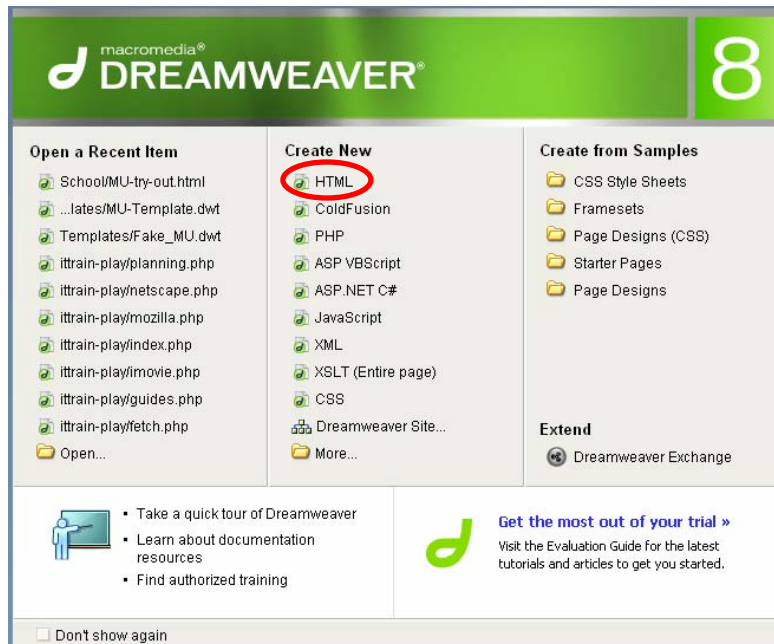 macromedia®
DREAMWEAVER®
8
Open a Recent Item
School/MU-try-out.html
...lates/MU-Template.dwt
Templates/Fake_MU.dwt
ittrain-play/planning.php
ittrain-play/netscape.php
ittrain-play/mozilla.php
ittrain-play/index.php
ittrain-play/imovie.php
ittrain-play/guides.php
ittrain-play/fetch.php
Open...
Create New
HTML
ColdFusion
PHP
ASP VBScript
ASP.NET C#
JavaScript
XML
XSLT (Entire page)
CSS
Dreamweaver Site...
More...
Create from Samples
CSS Style Sheets
Framesets
Page Designs (CSS)
Starter Pages
Page Designs
Extend
Dreamweaver Exchange
Take a quick tour of Dreamweaver
Learn about documentation
resources
Find authorized training
Get the most out of your trial »
Visit the Evaluation Guide for the latest
tutorials and articles to get you started.
Don't show again